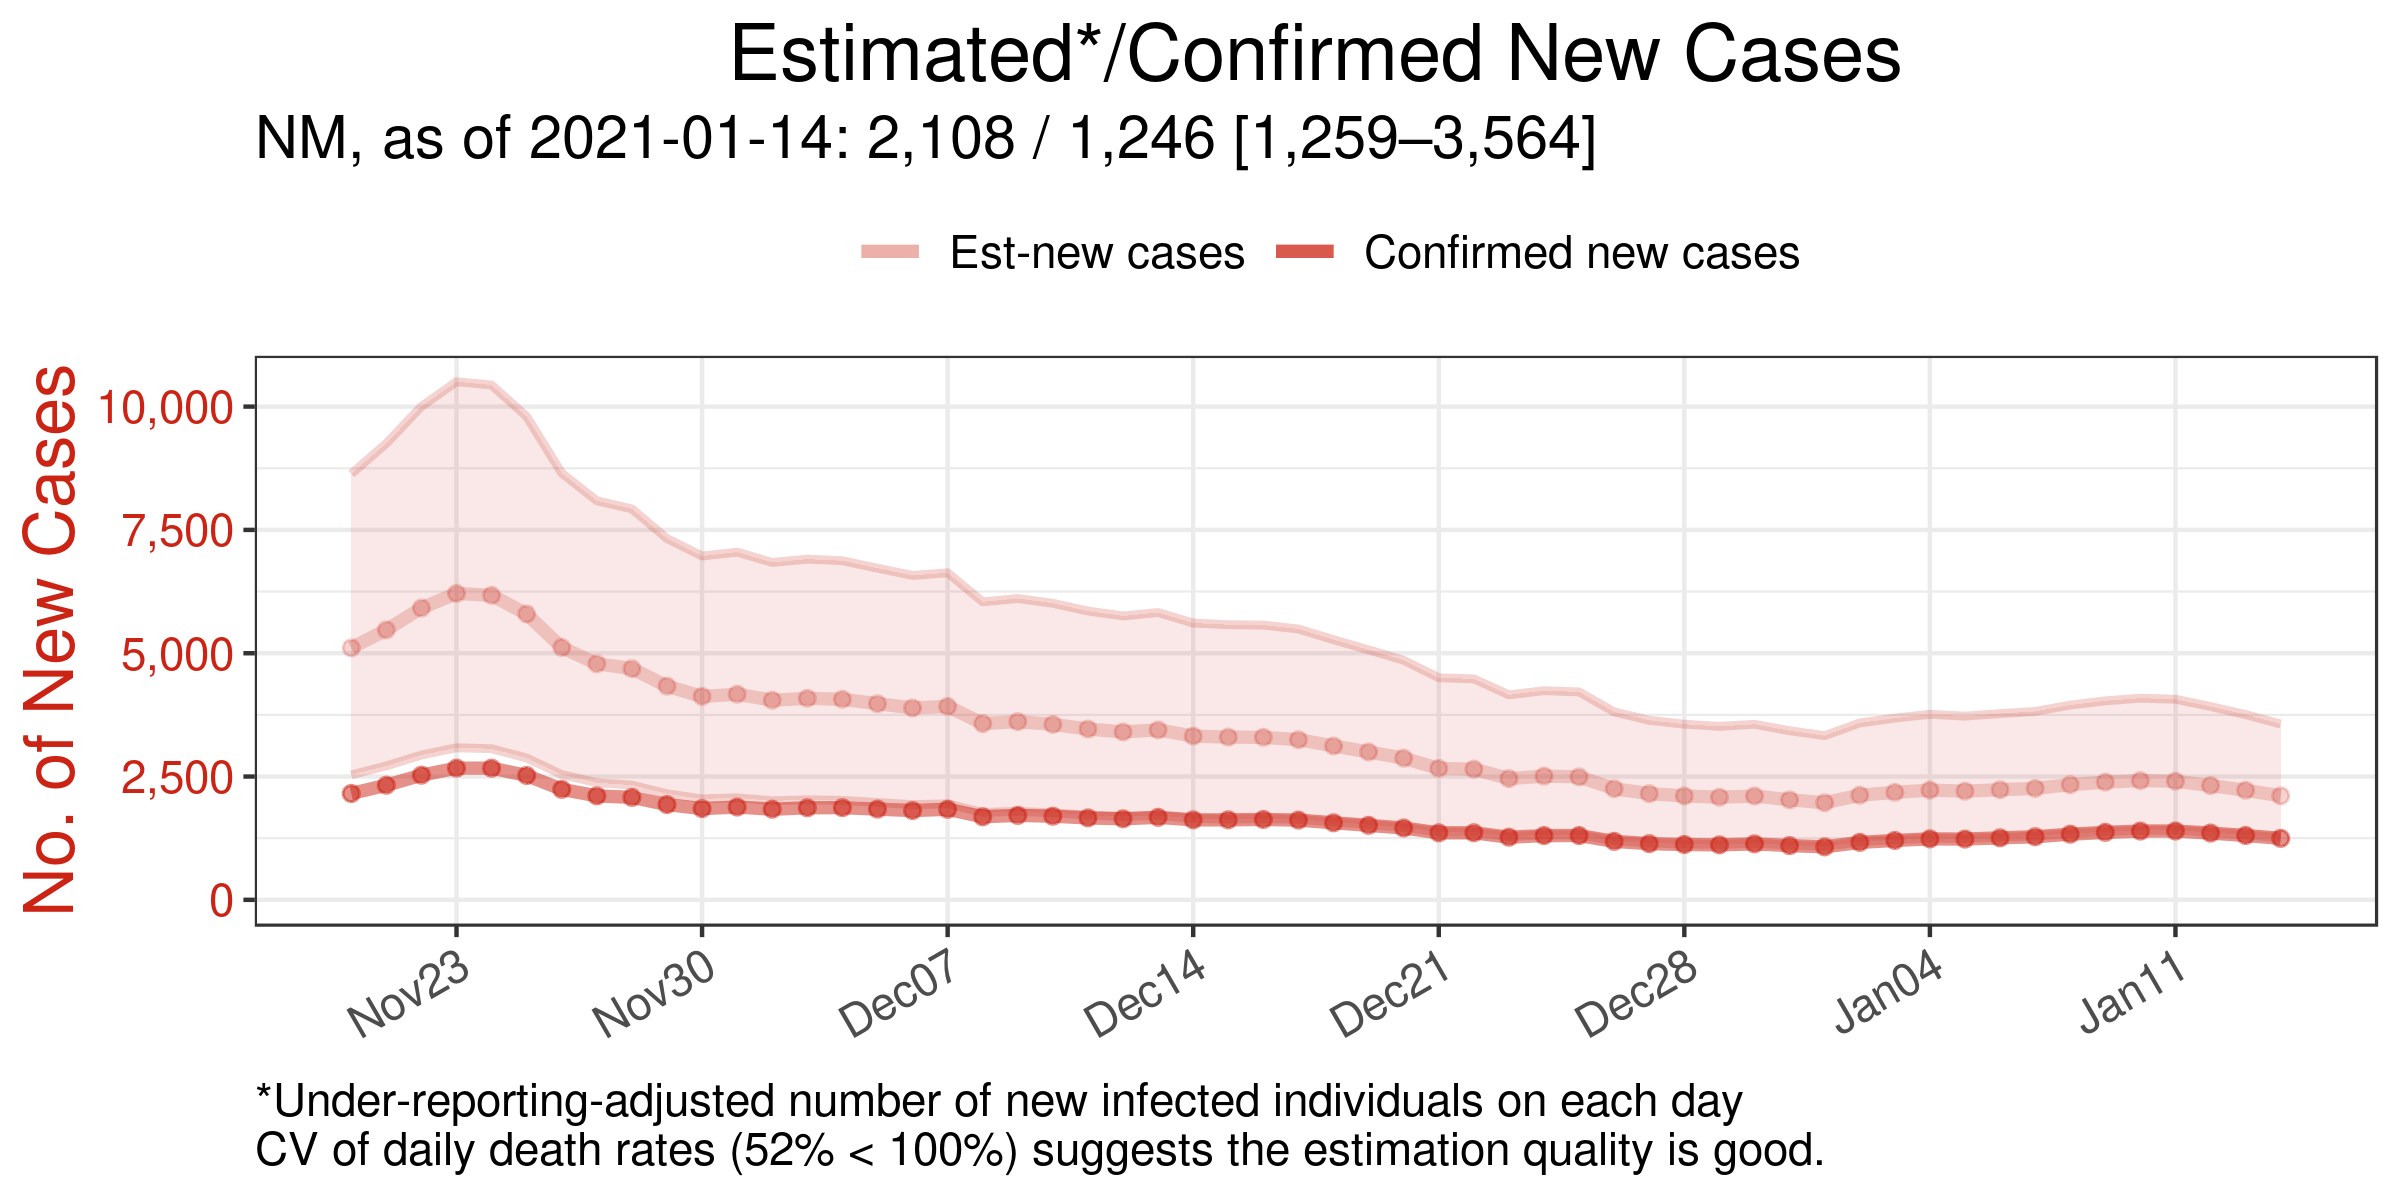 Estimated*/Confirmed New Cases
NM, as of 2021-01-14: 2,108 / 1,246 [1,259–3,564]
Est-new cases
Confirmed new cases
No. of New Cases
10,000
7,500
5,000
2,500
0
Nov23
Nov30
Dec07
Dec14
Dec21
Dec28
Jan04
Jan11
*Under-reporting-adjusted number of new infected individuals on each day
CV of daily death rates (52% < 100%) suggests the estimation quality is good.